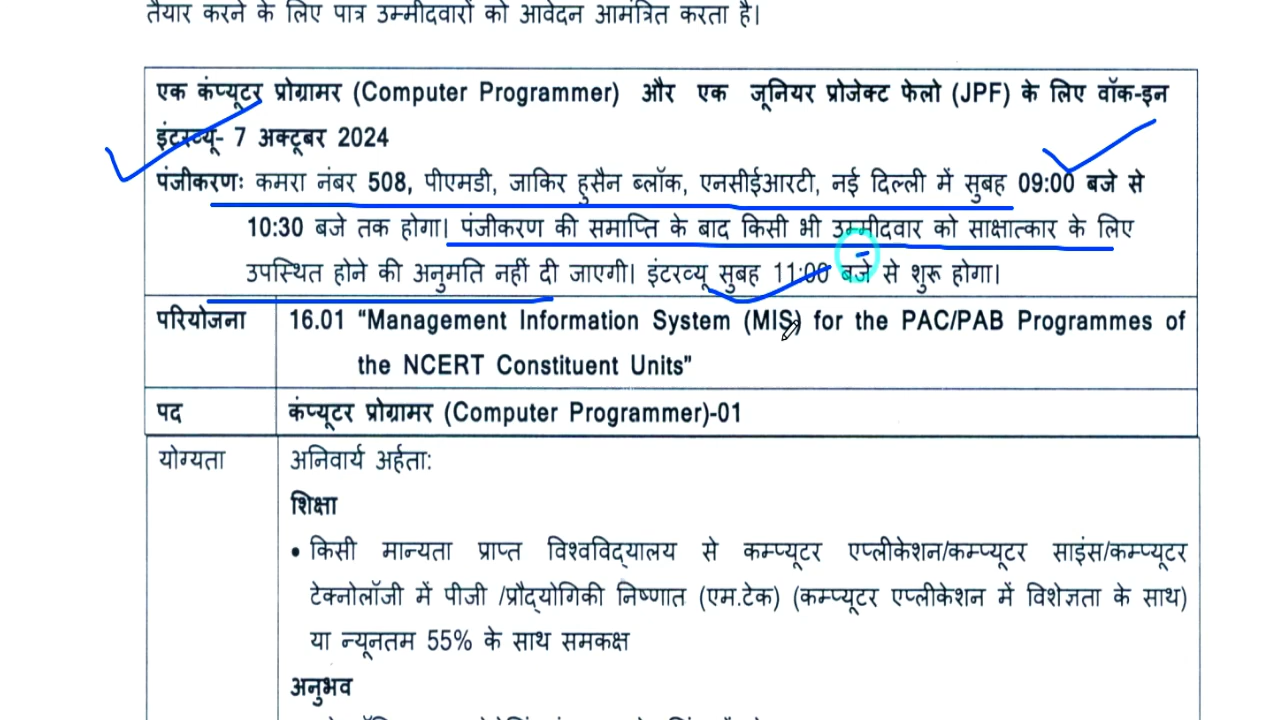 तैयार करने के लिए पात्र उम्मीदवारों को आवेदन आमंत्रित करता है।
एक कंप्यूटर प्रोग्रामर (Computer Programmer) और एक जूनियर प्रोजेक्ट फेलो (JPF) के लिए वॉक-इन
इंटरव्यू- 7 अक्टूबर 2024
पंजीकरणः कमरा नंबर 508, पीएमडी, जाकिर हुसैन ब्लॉक, एनसीईआरटी, नई दिल्ली में सुबह 09:00 बजे से
10:30 बजे तक होगा। पंजीकरण की समाप्ति के बाद किसी भी उम्मीदवार को साक्षात्कार के लिए
उपस्थित होने की अनुमति नहीं दी जाएगी। इंटरव्यू सुबह 11:00 बजे से शुरू होगा।
परियोजना 16.01 “Management Information System (MIS) for the PAC/PAB Programmes of
the NCERT Constituent Units”
पद कंप्यूटर प्रोग्रामर (Computer Programmer)-01
योग्यता अनिवार्य अर्हताः
शिक्षा
• किसी मान्यता प्राप्त विश्वविद्यालय से कम्प्यूटर एप्लीकेशन/कम्प्यूटर साइंस/कम्प्यूटर
टेक्नोलॉजी में पीजी /प्रौद्योगिकी निष्णात (एम.टेक) (कम्प्यूटर एप्लीकेशन में विशेज्ञता के साथ)
या न्यूनतम 55% के साथ समकक्ष
अनुभव